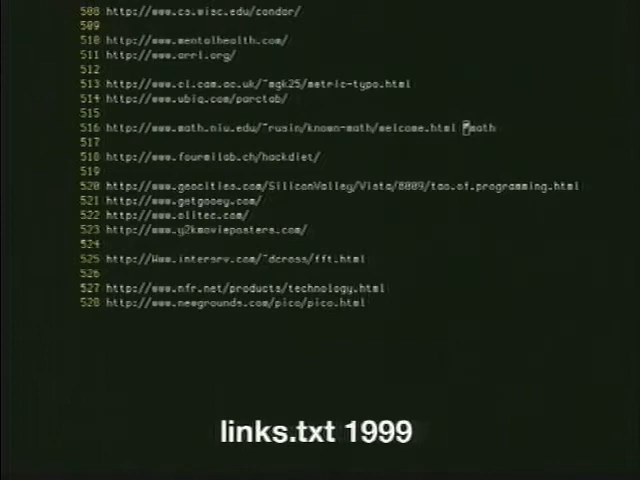 508 http://www.cs.wisc.edu/condor/
509
510 http://www.mentalhealth.com/
511 http://www.arrl.org/
512
513 http://www.cl.cam.ac.uk/~mgk25/metric-typo.html
514 http://www.ubiq.com/parctab/
515
516 http://www.math.niu.edu/~rusin/known-math/welcome.html #math
517
518 http://www.fourmilab.ch/hackdiet/
519
520 http://www.geocities.com/SiliconValley/Vista/8009/tao.of.programming.html
521 http://www.getgooey.com/
522 http://www.olitec.com/
523 http://www.y2kmovieposters.com/
524
525 http://Www.intersrv.com/~dcross/fft.html
526
527 http://www.nfr.net/products/technology.html
528 http://www.newgrounds.com/pico/pico.html
links.txt 1999